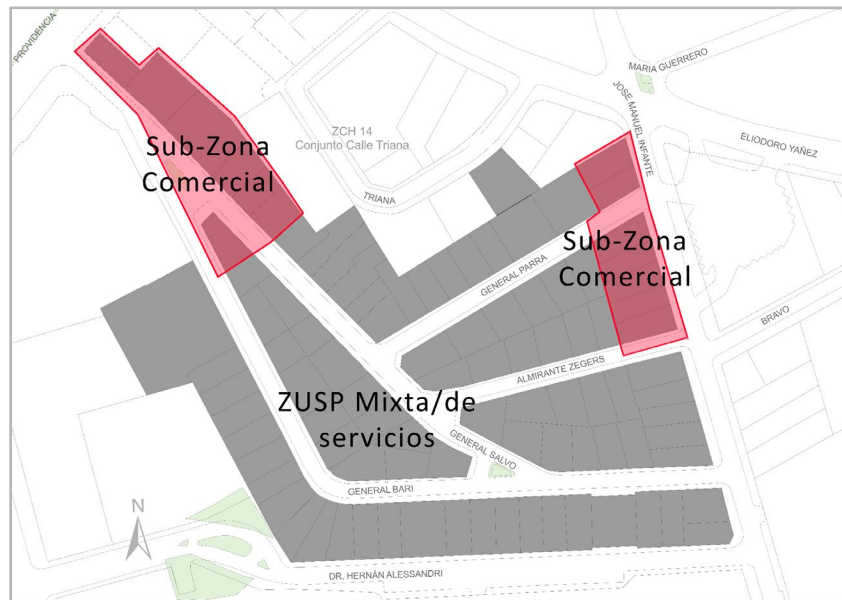 PROVIDENCIA
MARIA GUERRERO
JOSE MANUEL INFANTE
ELIODORO YAÑEZ
ZCH 14
Conjunto Calle Triana
Sub-Zona
Comercial
TRIANA
Sub-Zona
Comercial
GENERAL PARRA
BRAVO
ALMIRANTE ZEGERS
ZUSP Mixta/de
servicios
GENERAL SALVO
GENERAL BARI
N
DR. HERNÁN ALESSANDRI